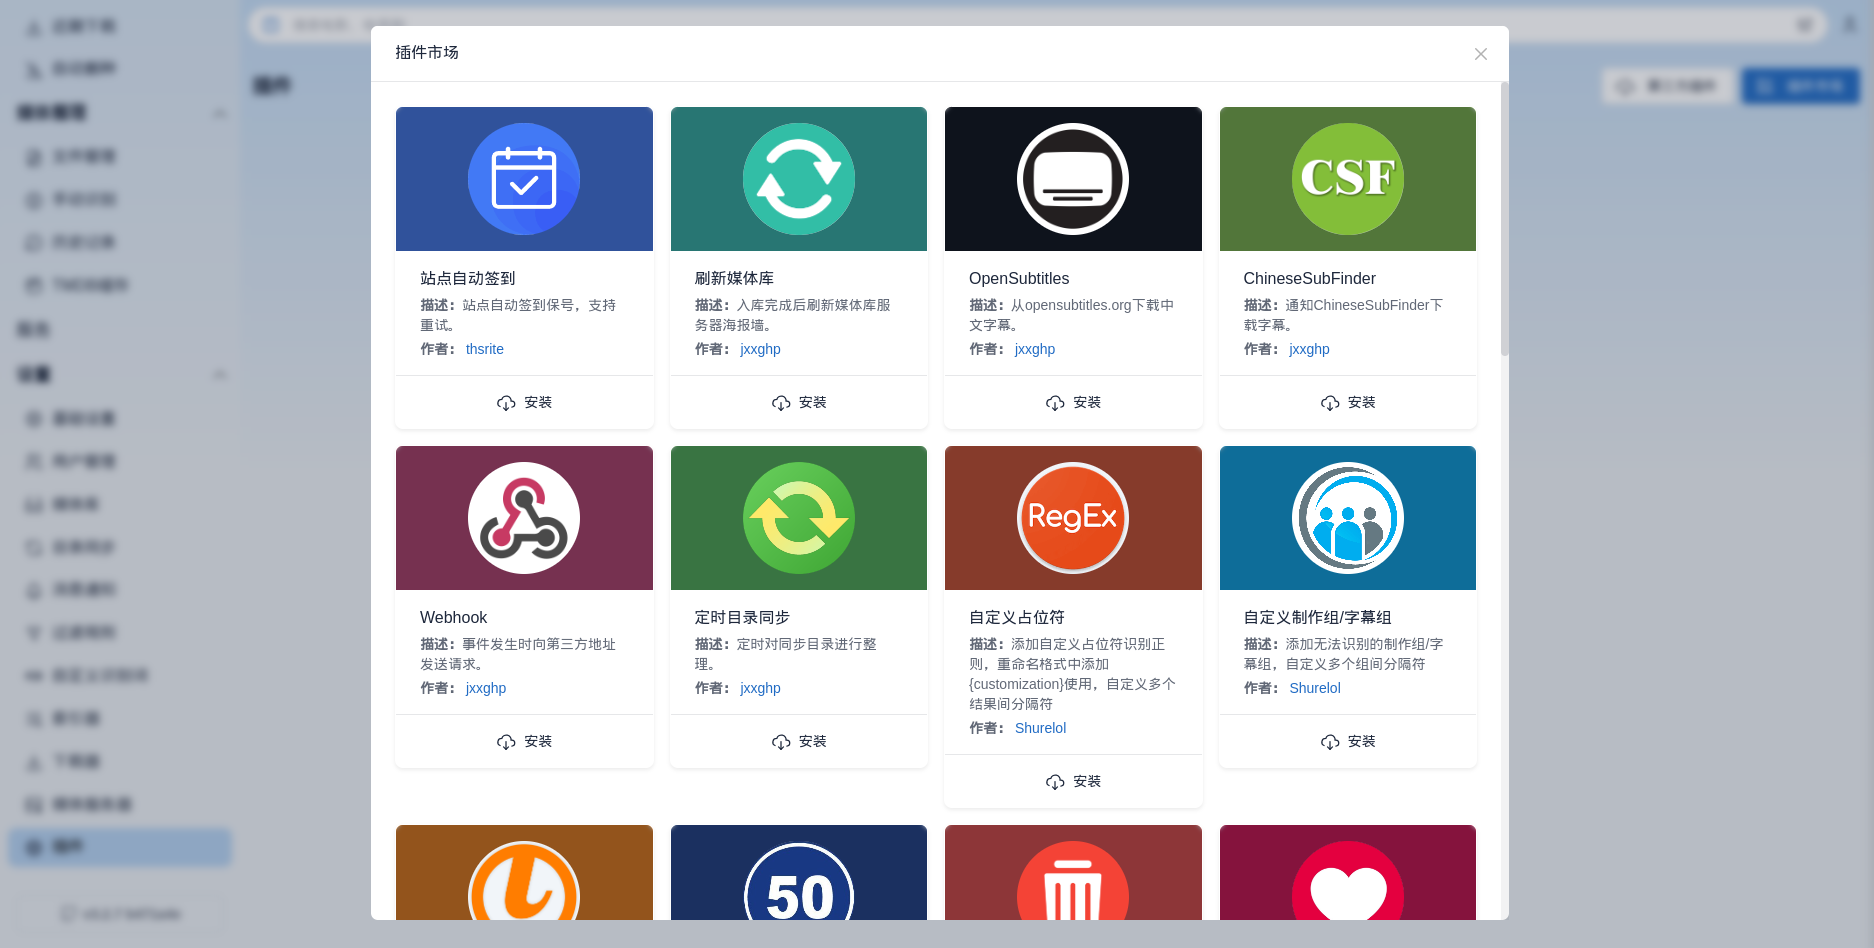 插件市场
CSF
站点自动签到
描述：站点自动签到保号，支持
重试。
作者： thsrite
安装
刷新媒体库
描述：入库完成后刷新媒体库服
务器海报墙。
作者： jxxghp
安装
OpenSubtitles
描述：从opensubtitles.org下载中
文字幕。
作者： jxxghp
安装
ChineseSubFinder
描述：通知ChineseSubFinder下
载字幕。
作者： jxxghp
安装
Webhook
描述：事件发生时向第三方地址
发送请求。
作者： jxxghp
安装
定时目录同步
描述：定时对同步目录进行整
理。
作者： jxxghp
安装
RegEx
自定义占位符
描述：添加自定义占位符识别正
则，重命名格式中添加
{customization}使用，自定义多个
结果间分隔符
作者： Shurelol
安装
自定义制作组/字幕组
描述：添加无法识别的制作组/字
幕组，自定义多个组间分隔符
作者： Shurelol
安装
50